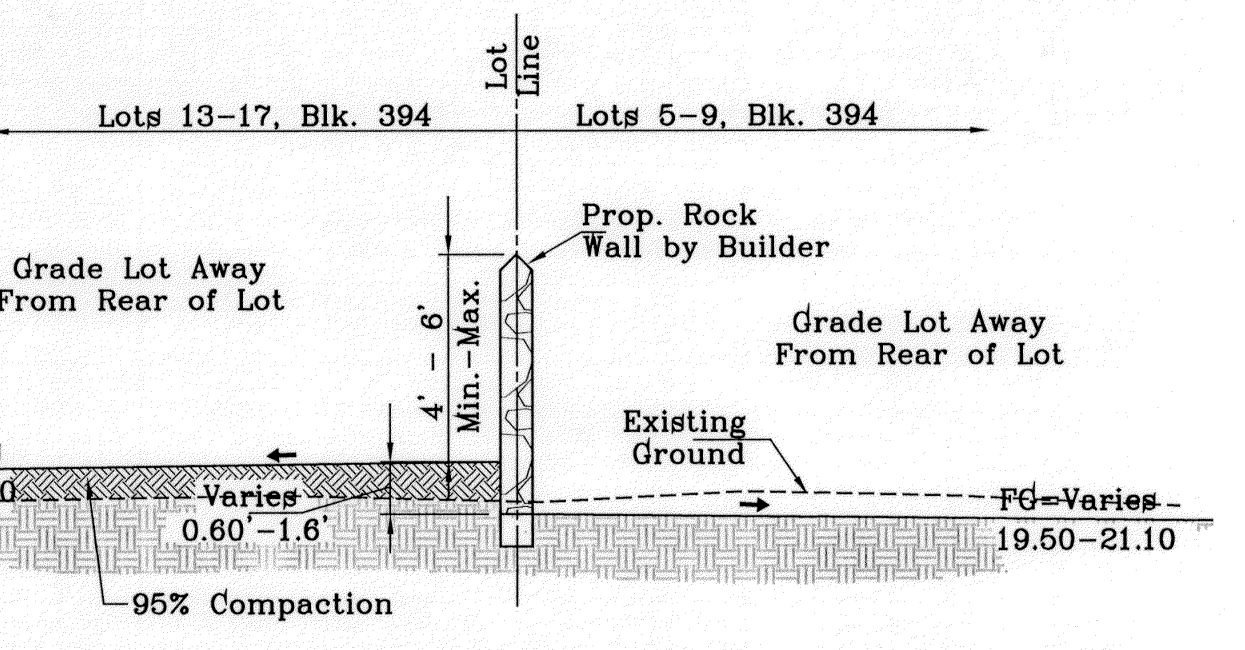 Lot
Line
Lots 13-17, Blk. 394
Lots 5-9, Blk. 394
Prop. Rock
Wall by Builder
Grade Lot Away
From Rear of Lot
4' - 6'
Min.-Max.
Grade Lot Away
From Rear of Lot
Existing
Ground
0
Varies
0.60'-1.6'
FG=Varies
19.50-21.10
95% Compaction